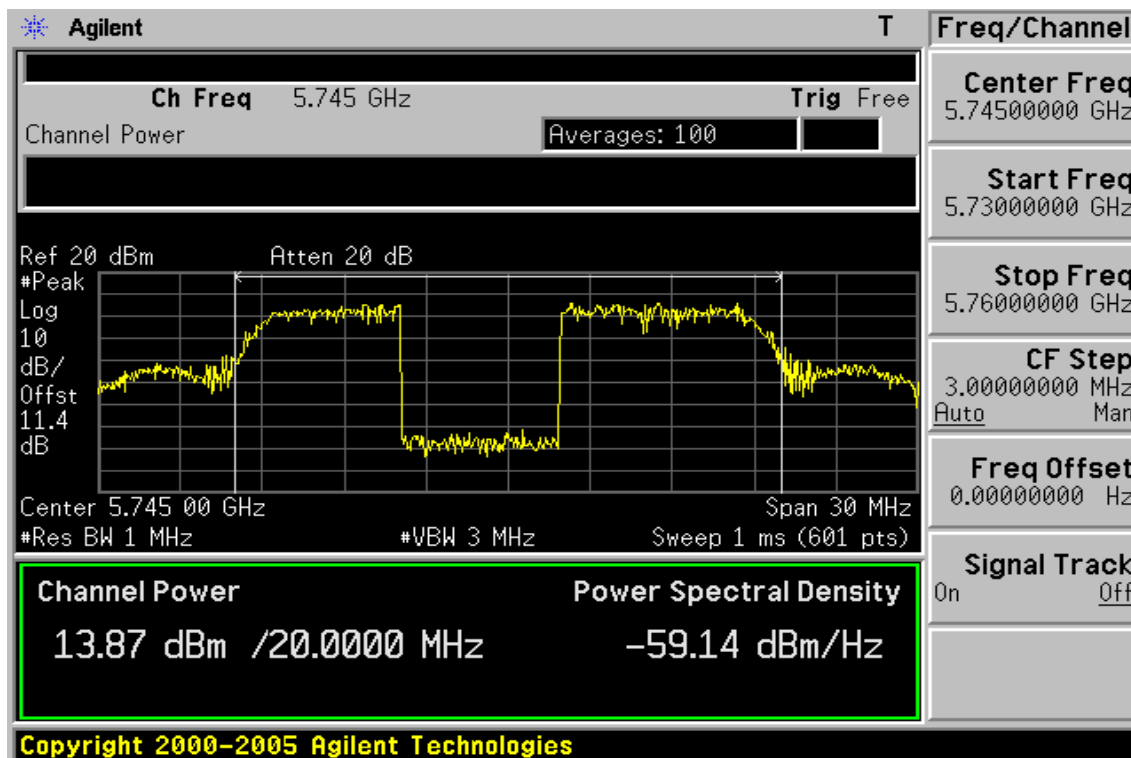 Agilent T
Ch Freq 5.745 GHz Trig Free
Channel Power Averages: 100
Ref 20 dBm Atten 20 dB
#Peak
Log
10
dB/
Offst
11.4
dB
Center 5.745 00 GHz Span 30 MHz
#Res BW 1 MHz #VBW 3 MHz Sweep 1 ms (601 pts)
Channel Power Power Spectral Density
13.87 dBm /20.0000 MHz -59.14 dBm/Hz
Copyright 2000-2005 Agilent Technologies
Freq/Channel
Center Freq
5.74500000 GHz
Start Freq
5.73000000 GHz
Stop Freq
5.76000000 GHz
CF Step
3.00000000 MHz
Auto Man
Freq Offset
0.00000000 Hz
Signal Track
On Off